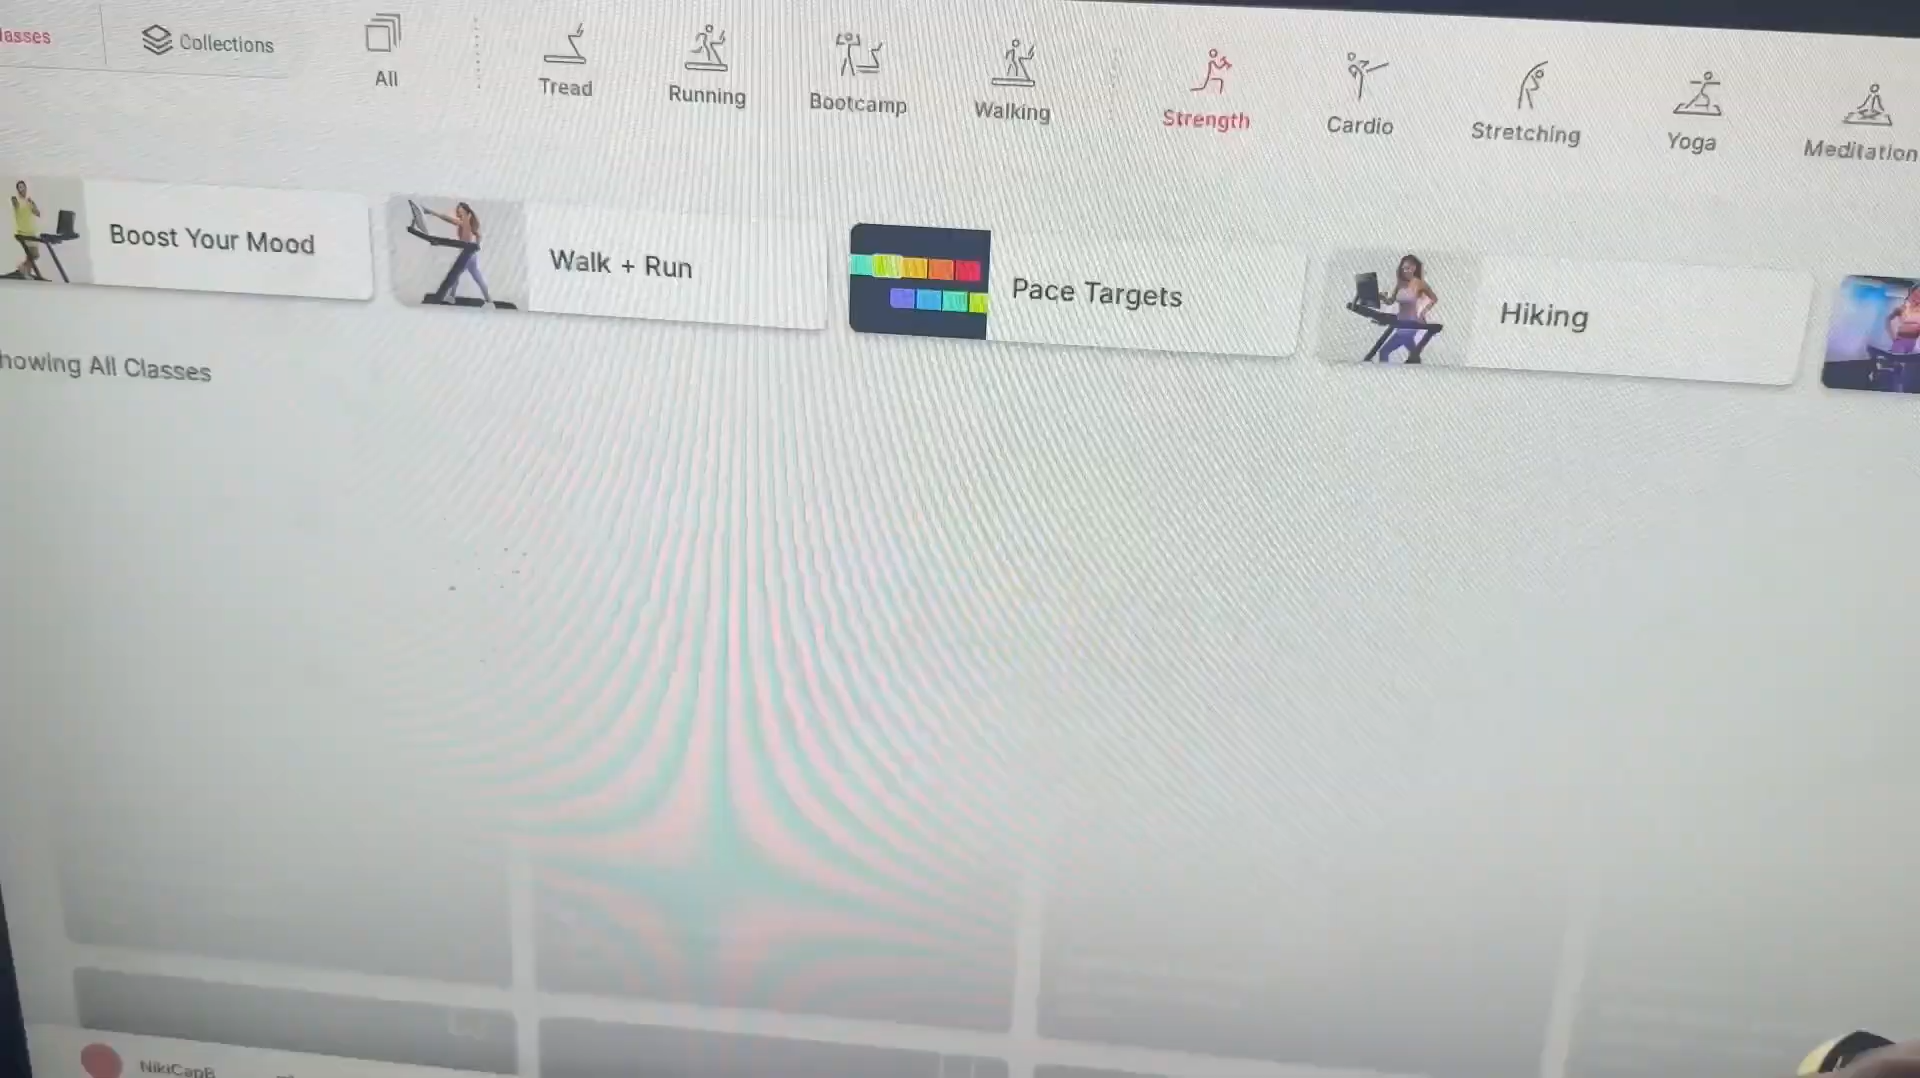 lasses
Collections
All
Tread
Running
Bootcamp
Walking
Strength
Cardio
Stretching
Yoga
Meditation
Boost Your Mood
Walk + Run
Pace Targets
Hiking
howing All Classes
NikiCapB